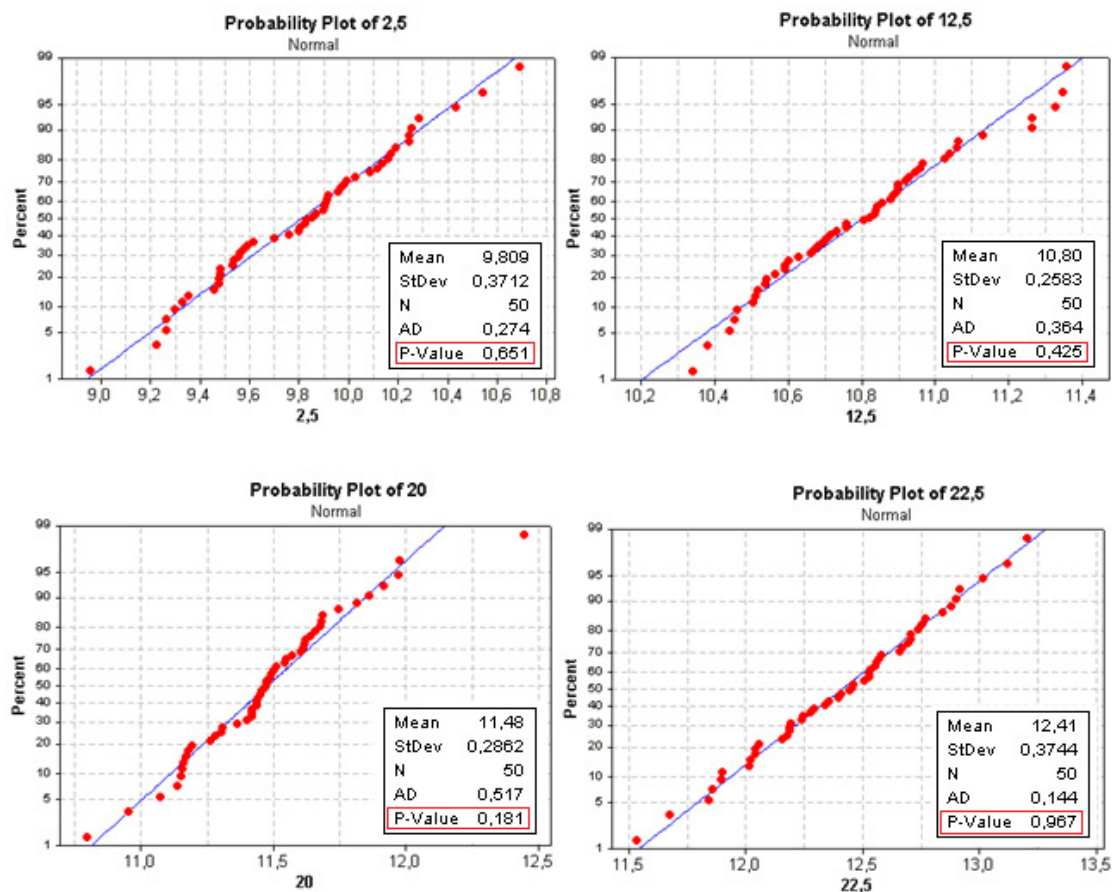 Probability Plot of 2,5
Normal
99
95
90
80
70
60
50
40
30
20
10
5
1
Percent
9,0 9,2 9,4 9,6 9,8 10,0 10,2 10,4 10,6 10,8
2,5
Mean 9,809
StDev 0,3712
N 50
AD 0,274
P-Value 0,651
Probability Plot of 12,5
Normal
99
95
90
80
70
60
50
40
30
20
10
5
1
Percent
10,2 10,4 10,6 10,8 11,0 11,2 11,4
12,5
Mean 10,80
StDev 0,2583
N 50
AD 0,364
P-Value 0,425
Probability Plot of 20
Normal
99
95
90
80
70
60
50
40
30
20
10
5
1
Percent
11,0 11,5 12,0 12,5
20
Mean 11,48
StDev 0,2862
N 50
AD 0,517
P-Value 0,181
Probability Plot of 22,5
Normal
99
95
90
80
70
60
50
40
30
20
10
5
1
Percent
11,5 12,0 12,5 13,0 13,5
22,5
Mean 12,41
StDev 0,3744
N 50
AD 0,144
P-Value 0,967